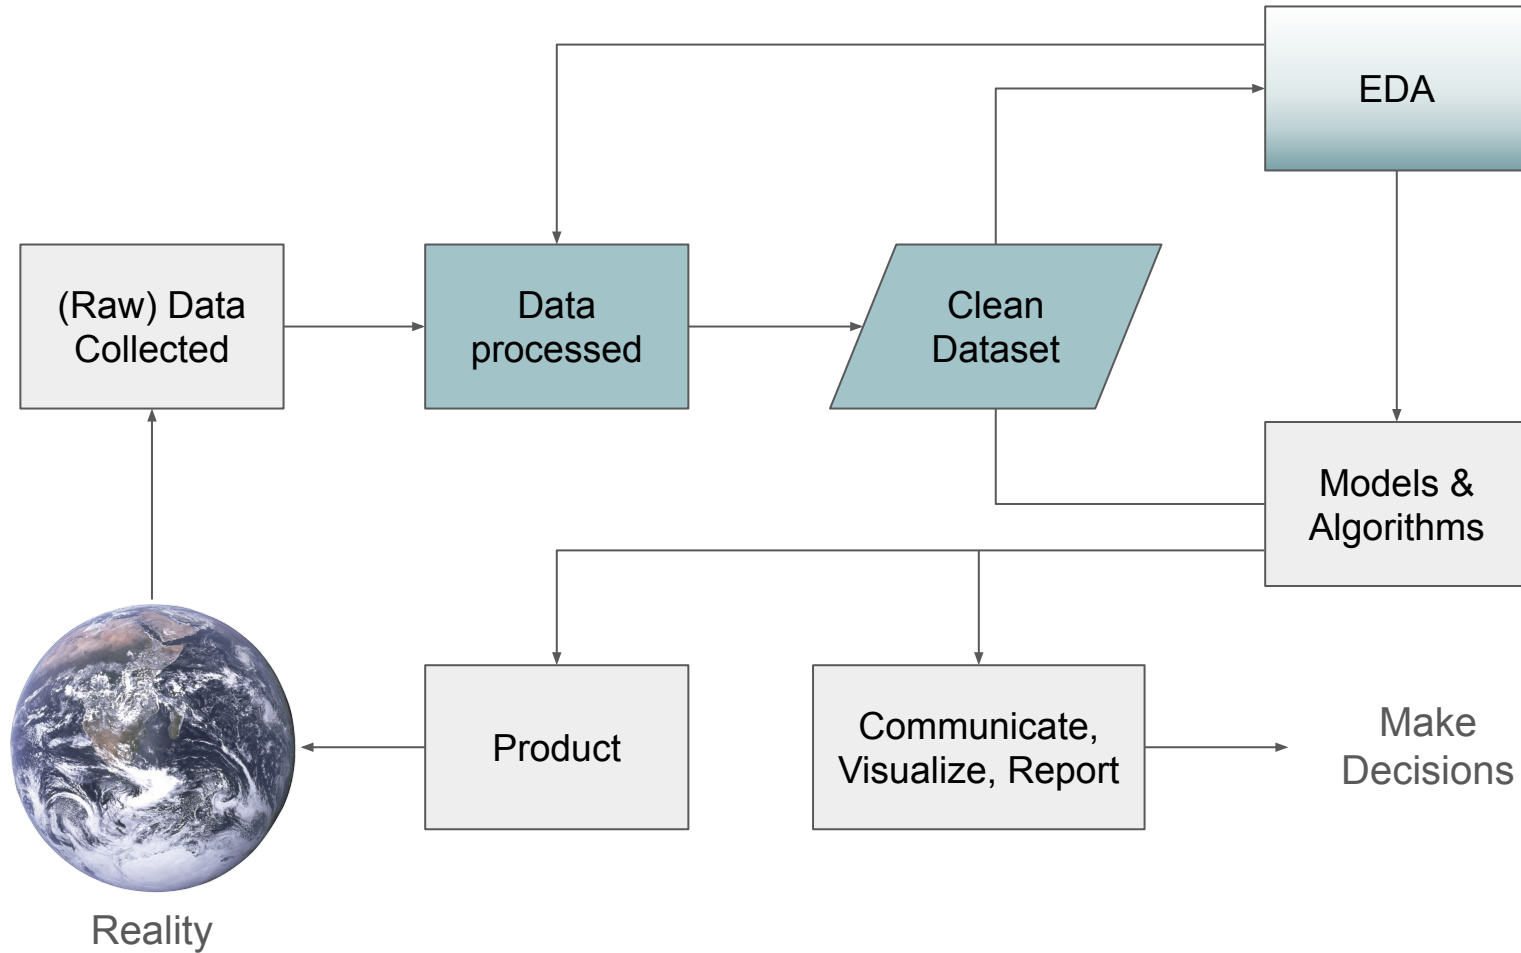 EDA
(Raw) Data
Collected
Data
processed
Clean
Dataset
Models &
Algorithms
Product
Communicate,
Visualize, Report
Make
Decisions
Reality